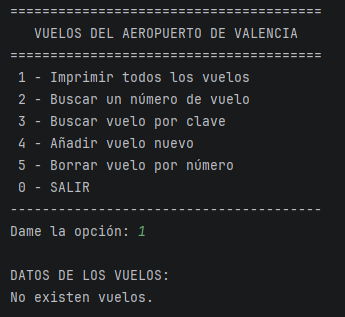 =======================================
VUELOS DEL AEROPUERTO DE VALENCIA
=======================================
1 - Imprimir todos los vuelos
2 - Buscar un número de vuelo
3 - Buscar vuelo por clave
4 - Añadir vuelo nuevo
5 - Borrar vuelo por número
0 - SALIR
---------------------------------------
Dame la opción: 1
DATOS DE LOS VUELOS:
No existen vuelos.